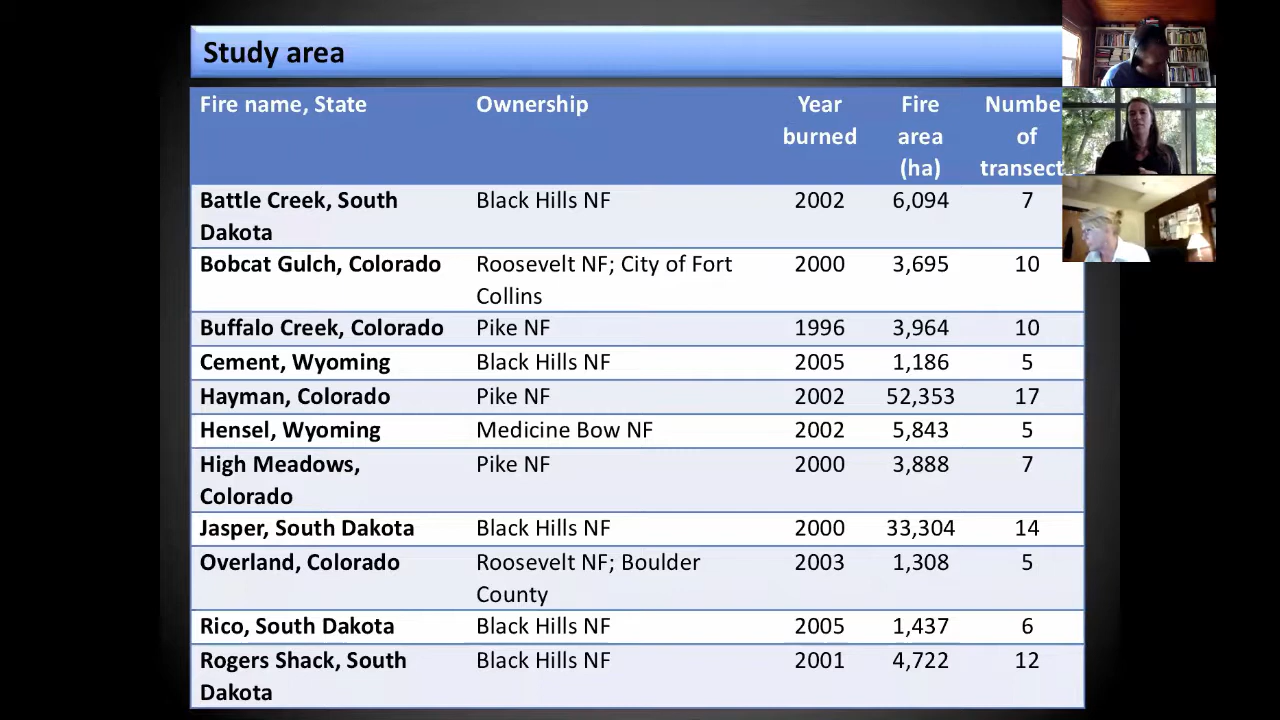 Study area
Fire name, State Ownership Year Fire Numbe
burned area of
(ha) transect
Battle Creek, South Black Hills NF 2002 6,094 7
Dakota
Bobcat Gulch, Colorado Roosevelt NF; City of Fort 2000 3,695 10
Collins
Buffalo Creek, Colorado Pike NF 1996 3,964 10
Cement, Wyoming Black Hills NF 2005 1,186 5
Hayman, Colorado Pike NF 2002 52,353 17
Hensel, Wyoming Medicine Bow NF 2002 5,843 5
High Meadows, Pike NF 2000 3,888 7
Colorado
Jasper, South Dakota Black Hills NF 2000 33,304 14
Overland, Colorado Roosevelt NF; Boulder 2003 1,308 5
County
Rico, South Dakota Black Hills NF 2005 1,437 6
Rogers Shack, South Black Hills NF 2001 4,722 12
Dakota